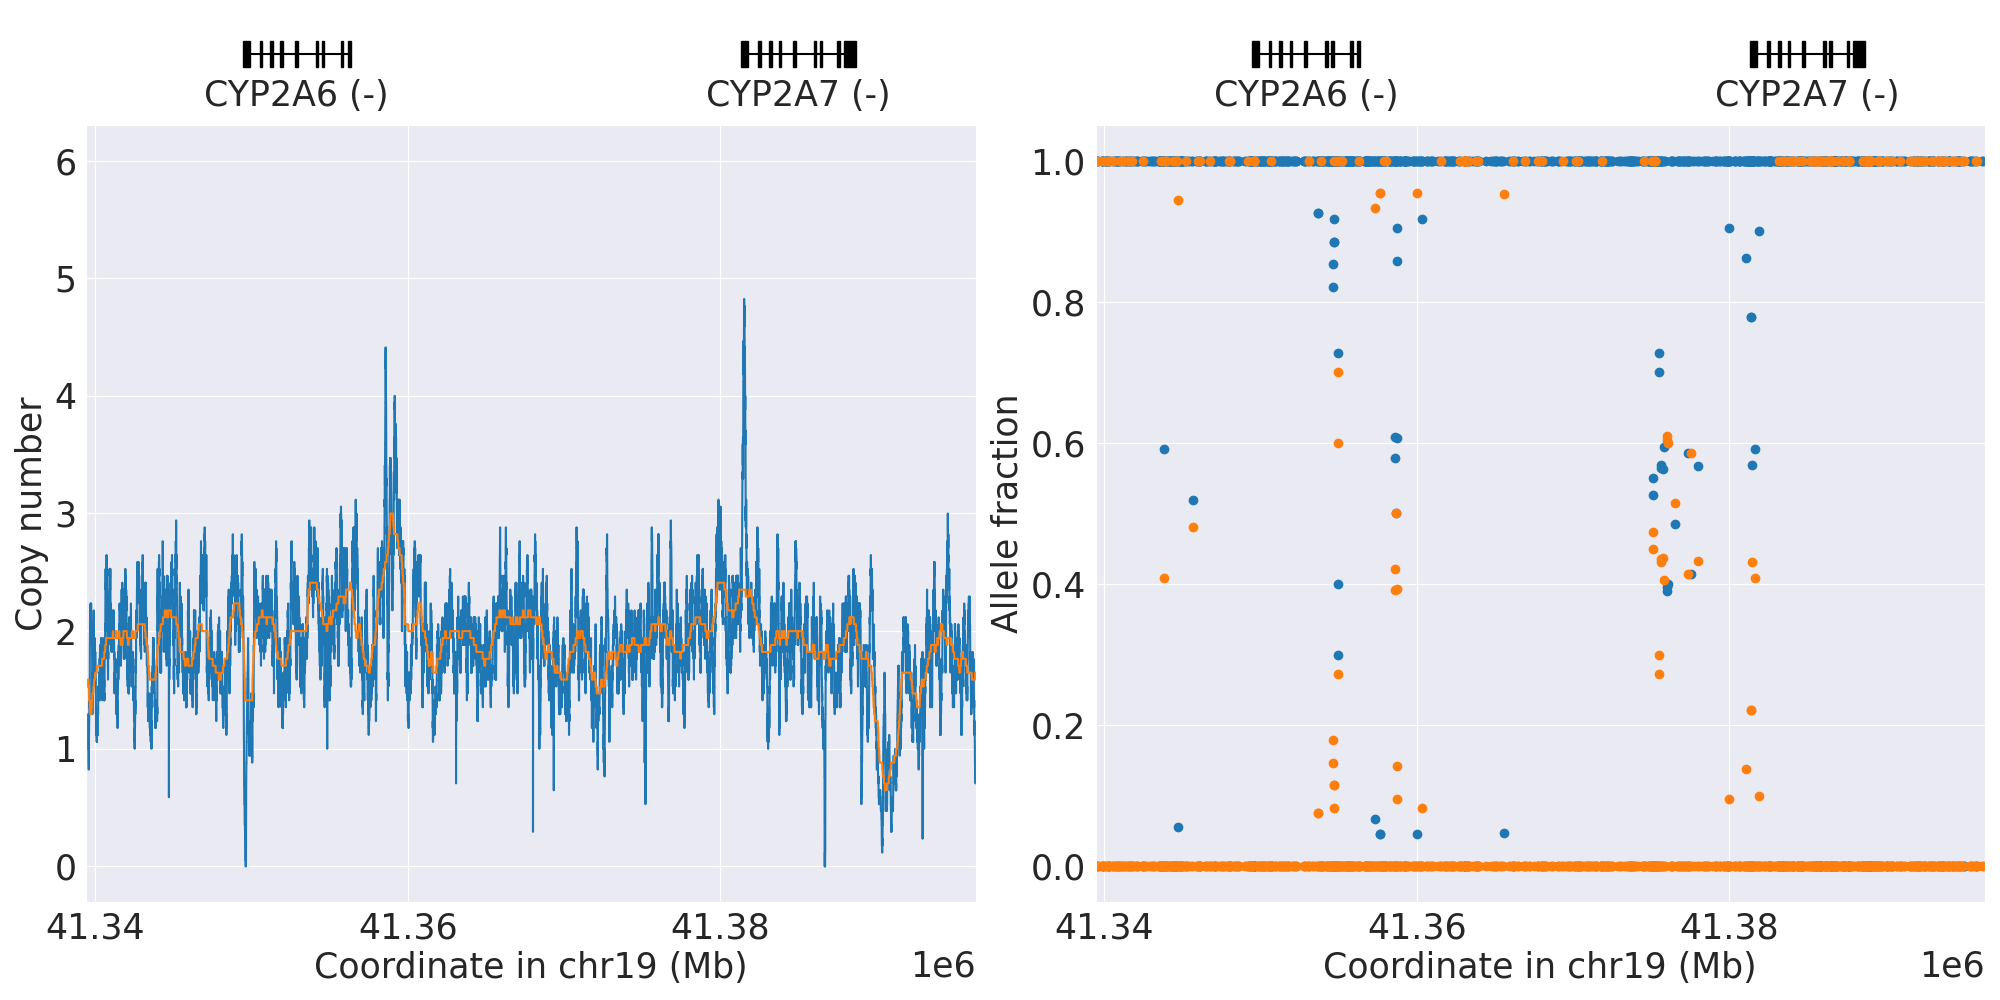 CYP2A6 (-)
CYP2A7 (-)
6
5
4
3
2
1
0
Copy number
41.34
41.36
41.38
Coordinate in chr19 (Mb)
1e6
CYP2A6 (-)
CYP2A7 (-)
1.0
0.8
0.6
0.4
0.2
0.0
Allele fraction
41.34
41.36
41.38
Coordinate in chr19 (Mb)
1e6